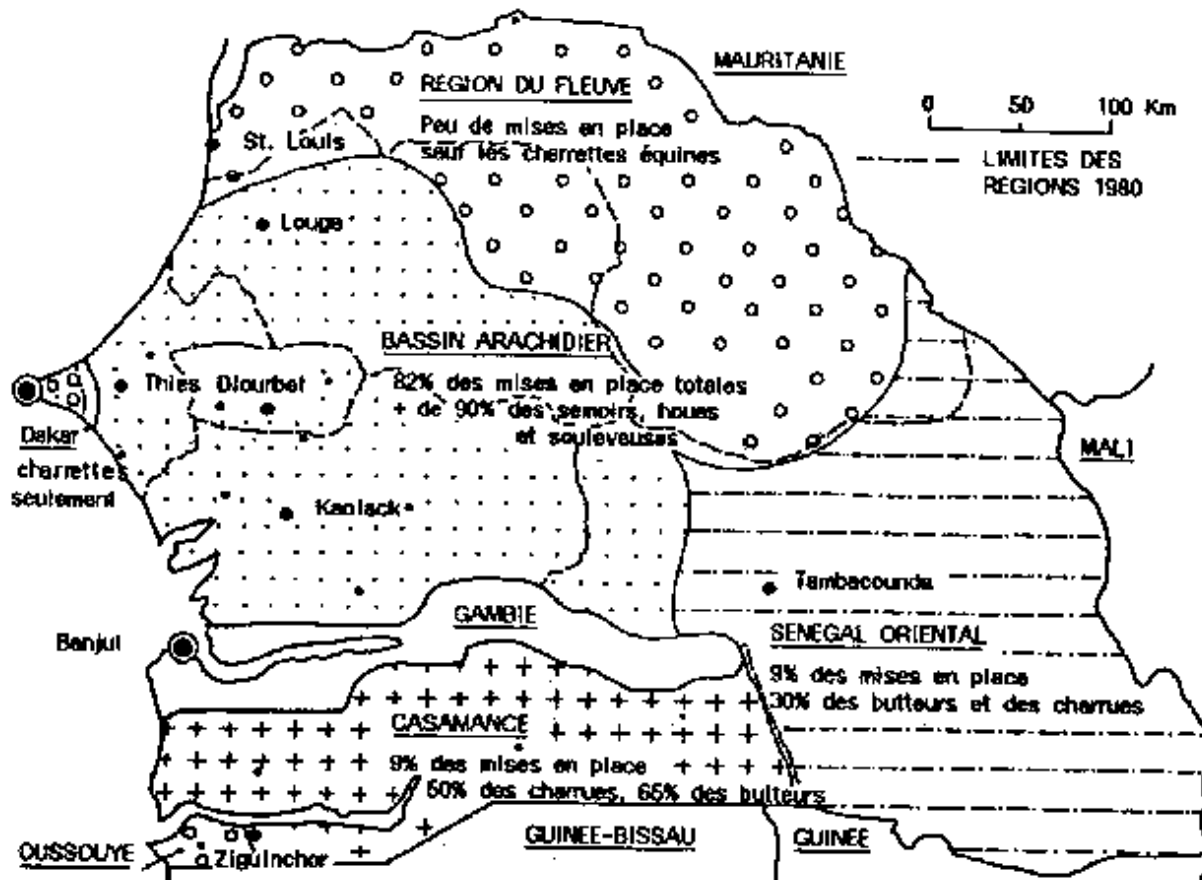 MAURITANIE
REGION DU FLEUVE
0 50 100 Km
Peu de mises en place
sauf les charrettes équines
St. Louis
LIMITES DES
REGIONS 1980
Louga
BASSIN ARACHIDIER
Thies Diourbel
82% des mises en place totales
+ de 90% des semoirs, houes
et souleveuses
Dakar
charrettes
seulement
MALI
Kaolack
Tambacounda
GAMBIE
Banjul
SENEGAL ORIENTAL
9% des mises en place
30% des butteurs et des charrues
CASAMANCE
9% des mises en place
50% des charrues, 65% des butteurs
GUINEE-BISSAU
GUINEE
OUSSOUYE
Ziguinchor